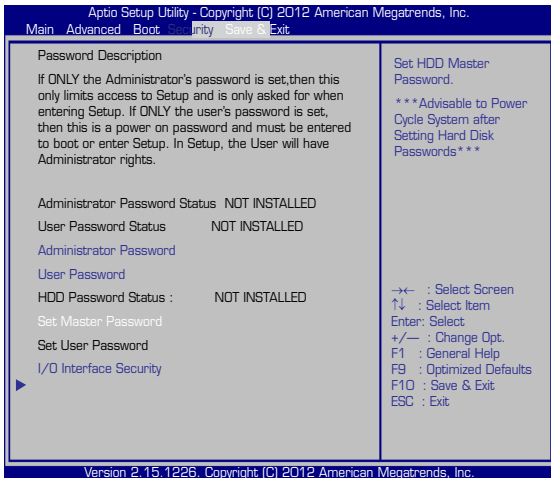 Aptio Setup Utility - Copyright (C) 2012 American Megatrends, Inc.
Main Advanced Boot Security Save & Exit
Password Description
If ONLY the Administrator's password is set,then this
only limits access to Setup and is only asked for when
entering Setup. If ONLY the user's password is set,
then this is a power on password and must be entered
to boot or enter Setup. In Setup, the User will have
Administrator rights.
Administrator Password Status NOT INSTALLED
User Password Status NOT INSTALLED
Administrator Password
User Password
HDD Password Status : NOT INSTALLED
Set Master Password
Set User Password
I/O Interface Security
Set HDD Master
Password.
***Advisable to Power
Cycle System after
Setting Hard Disk
Passwords***
→← : Select Screen
↑↓ : Select Item
Enter: Select
+/— : Change Opt.
F1 : General Help
F9 : Optimized Defaults
F10 : Save & Exit
ESC : Exit
Version 2.15.1226. Copyright (C) 2012 American Megatrends, Inc.